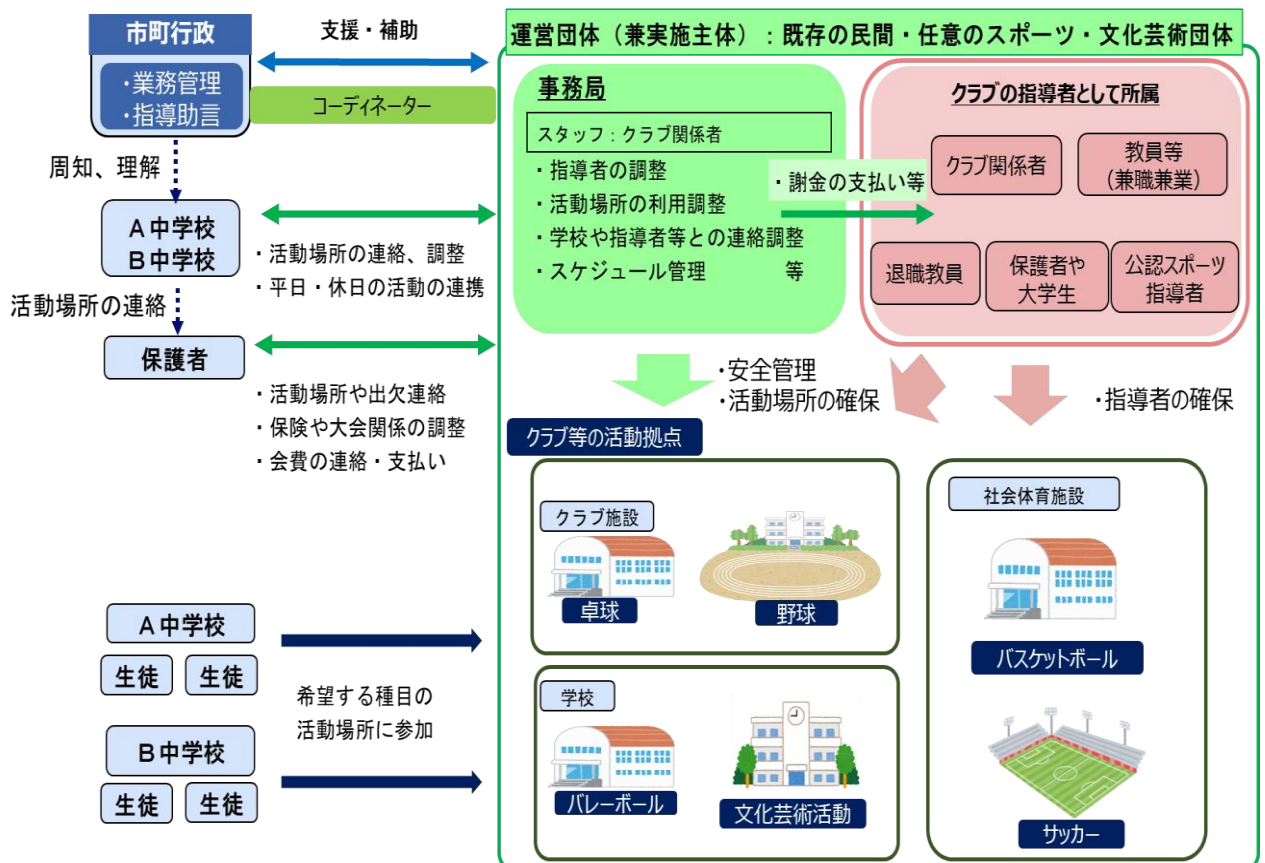 市町行政
・業務管理
・指導助言
支援・補助
コーディネーター
周知、理解
A中学校
B中学校
・活動場所の連絡、調整
・平日・休日の活動の連携
活動場所の連絡
保護者
・活動場所や出欠連絡
・保険や大会関係の調整
・会費の連絡・支払い
A中学校
生徒 生徒
B中学校
生徒 生徒
希望する種目の
活動場所に参加
運営団体（兼実施主体）：既存の民間・任意のスポーツ・文化芸術団体
事務局
スタッフ：クラブ関係者
・指導者の調整
・活動場所の利用調整
・学校や指導者等との連絡調整
・スケジュール管理 等
・謝金の支払い等
クラブの指導者として所属
クラブ関係者
教員等
(兼職兼業)
退職教員
保護者や
大学生
公認スポーツ
指導者
・安全管理
・活動場所の確保
・指導者の確保
クラブ等の活動拠点
クラブ施設
卓球
野球
学校
バレーボール
文化芸術活動
社会体育施設
バスケットボール
サッカー